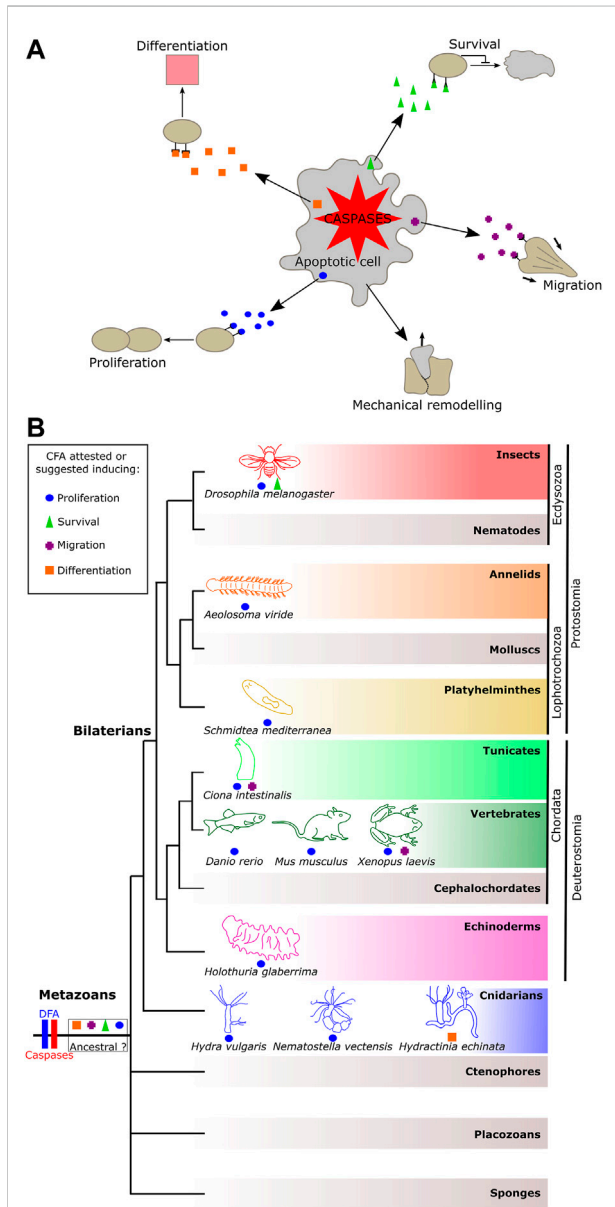 A
Differentiation
Survival
CASPASES
Apoptotic cell
Migration
Proliferation
Mechanical remodelling
B
CFA attested or
suggested inducing:
Proliferation
Survival
Migration
Differentiation
Insects
Drosophila melanogaster
Nematodes
Ecdysozoa
Annelids
Aeolosoma viride
Molluscs
Platyhelminthes
Schmidtea mediterranea
Lophotrochozoa
Protostomia
Bilaterians
Tunicates
Ciona intestinalis
Vertebrates
Danio rerio
Mus musculus
Xenopus laevis
Cephalochordates
Chordata
Echinoderms
Holothuria glaberrima
Deuterostomia
Metazoans
DFA
Caspases
Ancestral ?
Cnidarians
Hydra vulgaris
Nematostella vectensis
Hydractinia echinata
Ctenophores
Placozoans
Sponges